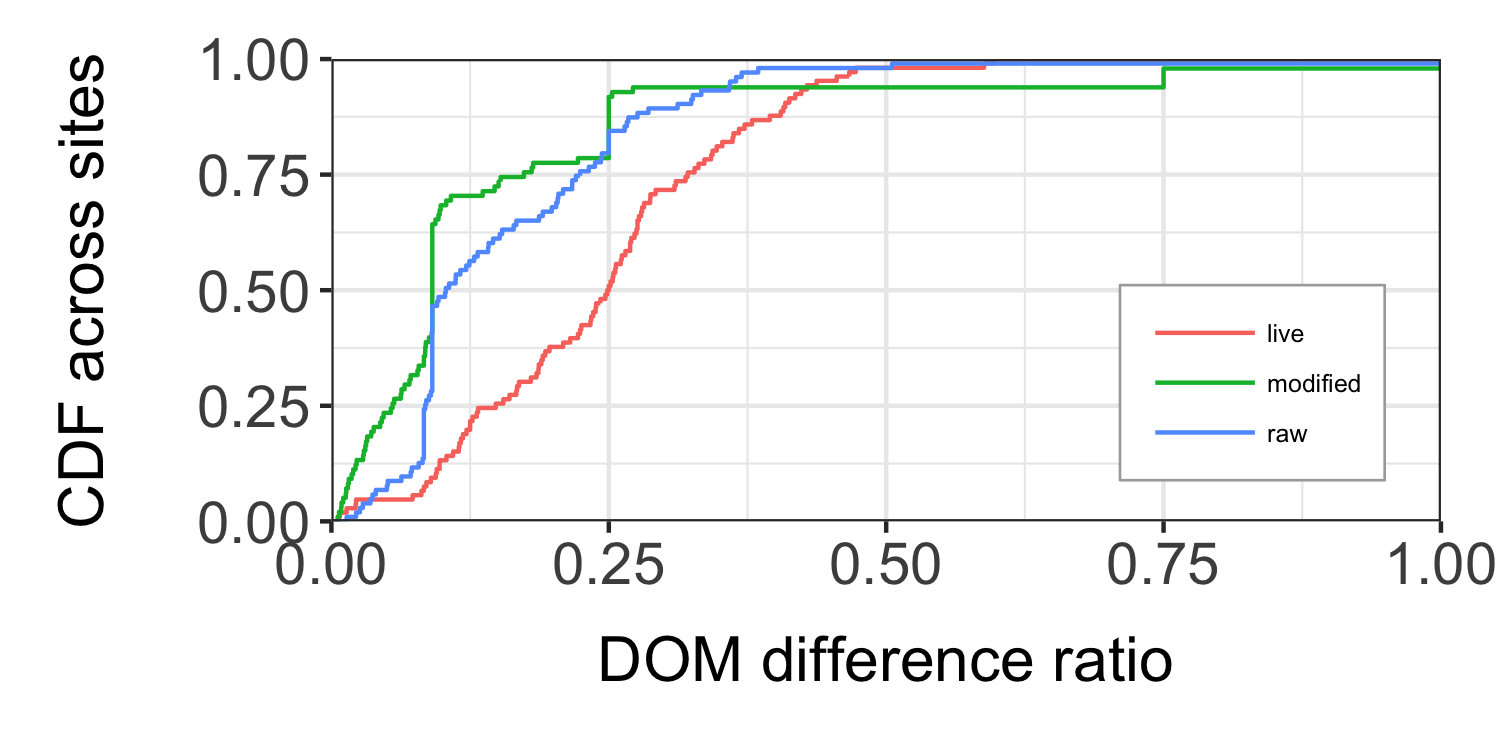 CDF across sites
1.00
0.75
0.50
0.25
0.00
0.00 0.25 0.50 0.75 1.00
DOM difference ratio
live
modified
raw